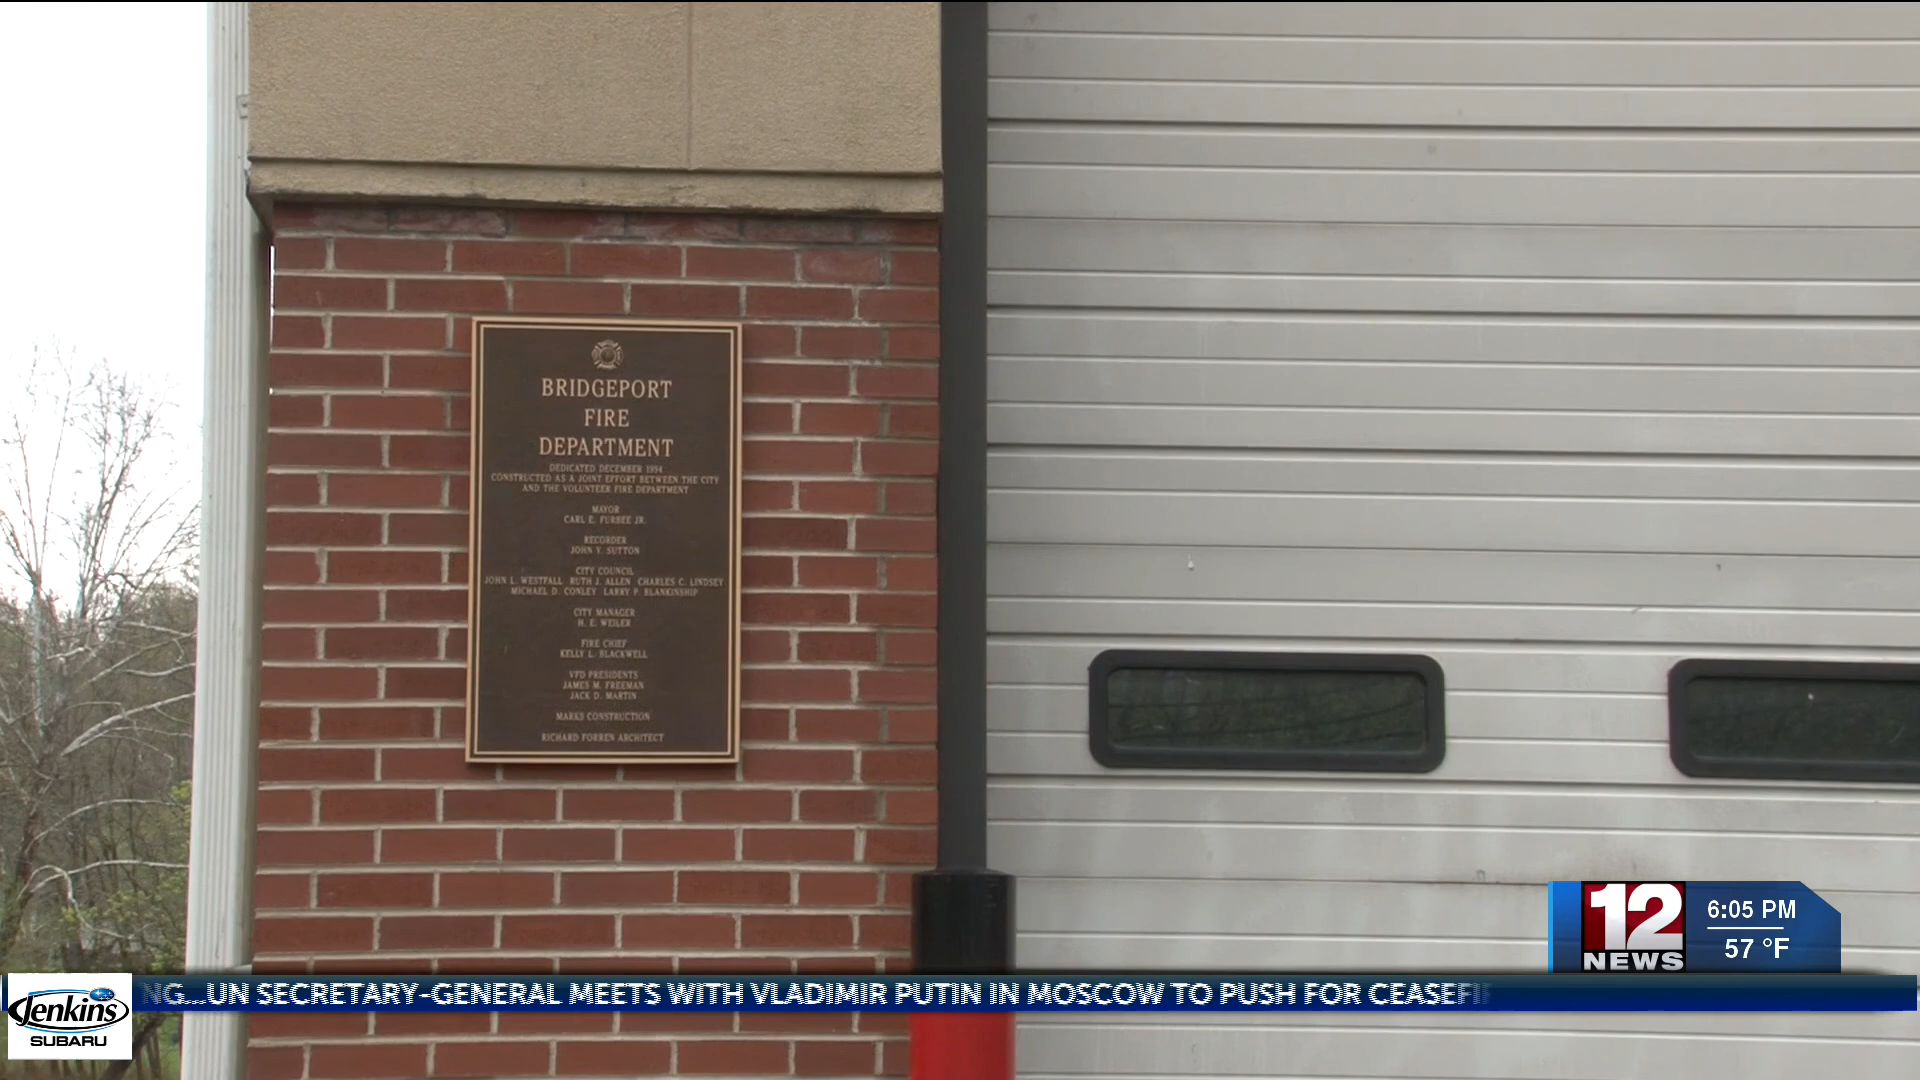 BRIDGEPORT
FIRE
DEPARTMENT
DEDICATED DECEMBER 1994
CONSTRUCTED AS A JOINT EFFORT BETWEEN THE CITY
AND THE VOLUNTEER FIRE DEPARTMENT
MAYOR
CARL E. FURBEE JR.
RECORDER
JOHN Y. SUTTON
CITY COUNCIL
JOHN L. WESTFALL RUTH J. ALLEN CHARLES C. LINDSEY
MICHAEL D. CONLEY LARRY P. BLANKINSHIP
CITY MANAGER
H. E. WEILER
FIRE CHIEF
KELLY L. BLACKWELL
VFD PRESIDENTS
JAMES M. FREEMAN
JACK D. MARTIN
MARKS CONSTRUCTION
RICHARD FORREN ARCHITECT
12
NEWS
6:05 PM
57 °F
Jenkins
SUBARU
NG...UN SECRETARY-GENERAL MEETS WITH VLADIMIR PUTIN IN MOSCOW TO PUSH FOR CEASEFI